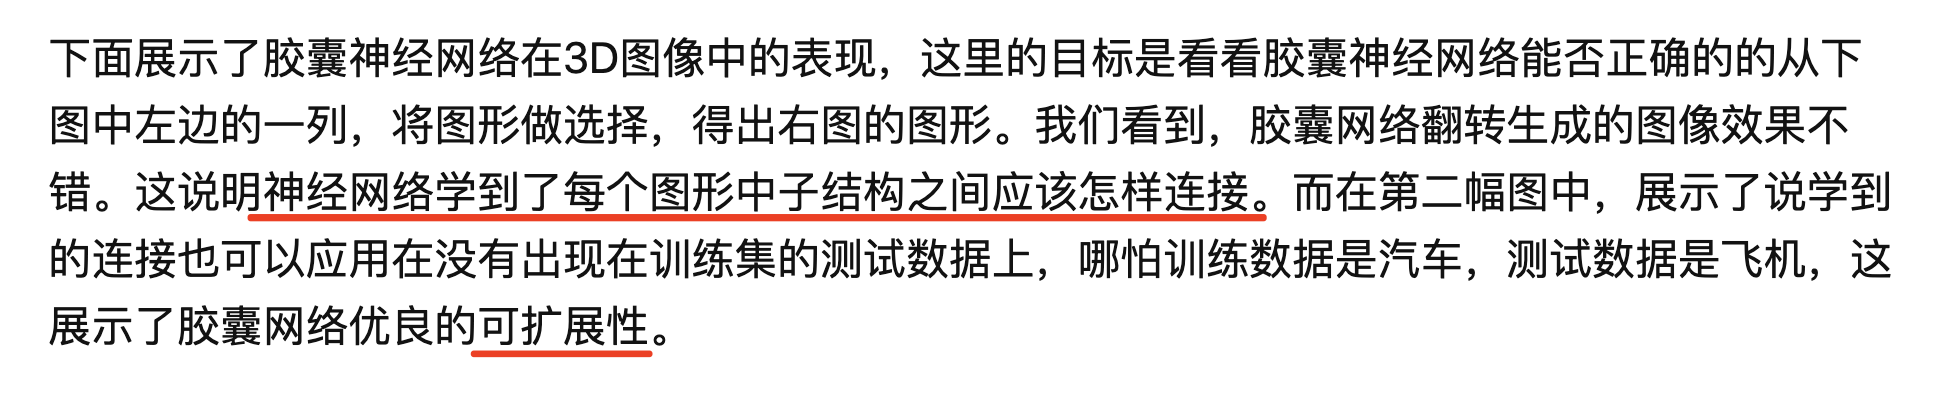 下面展示了胶囊神经网络在3D图像中的表现，这里的目标是看看胶囊神经网络能否正确的的从下
图中左边的一列，将图形做选择，得出右图的图形。我们看到，胶囊网络翻转生成的图像效果不
错。这说明神经网络学到了每个图形中子结构之间应该怎样连接。而在第二幅图中，展示了说学到
的连接也可以应用在没有出现在训练集的测试数据上，哪怕训练数据是汽车，测试数据是飞机，这
展示了胶囊网络优良的可扩展性。